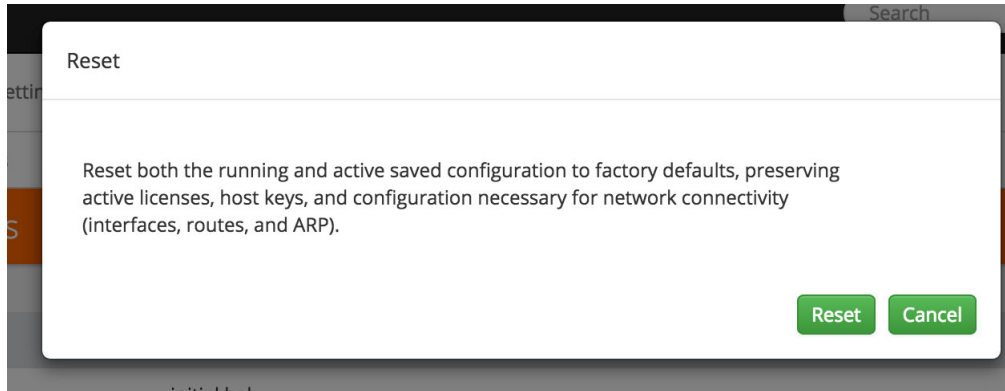 Search
Reset
Reset both the running and active saved configuration to factory defaults, preserving
active licenses, host keys, and configuration necessary for network connectivity
(interfaces, routes, and ARP).
Reset Cancel